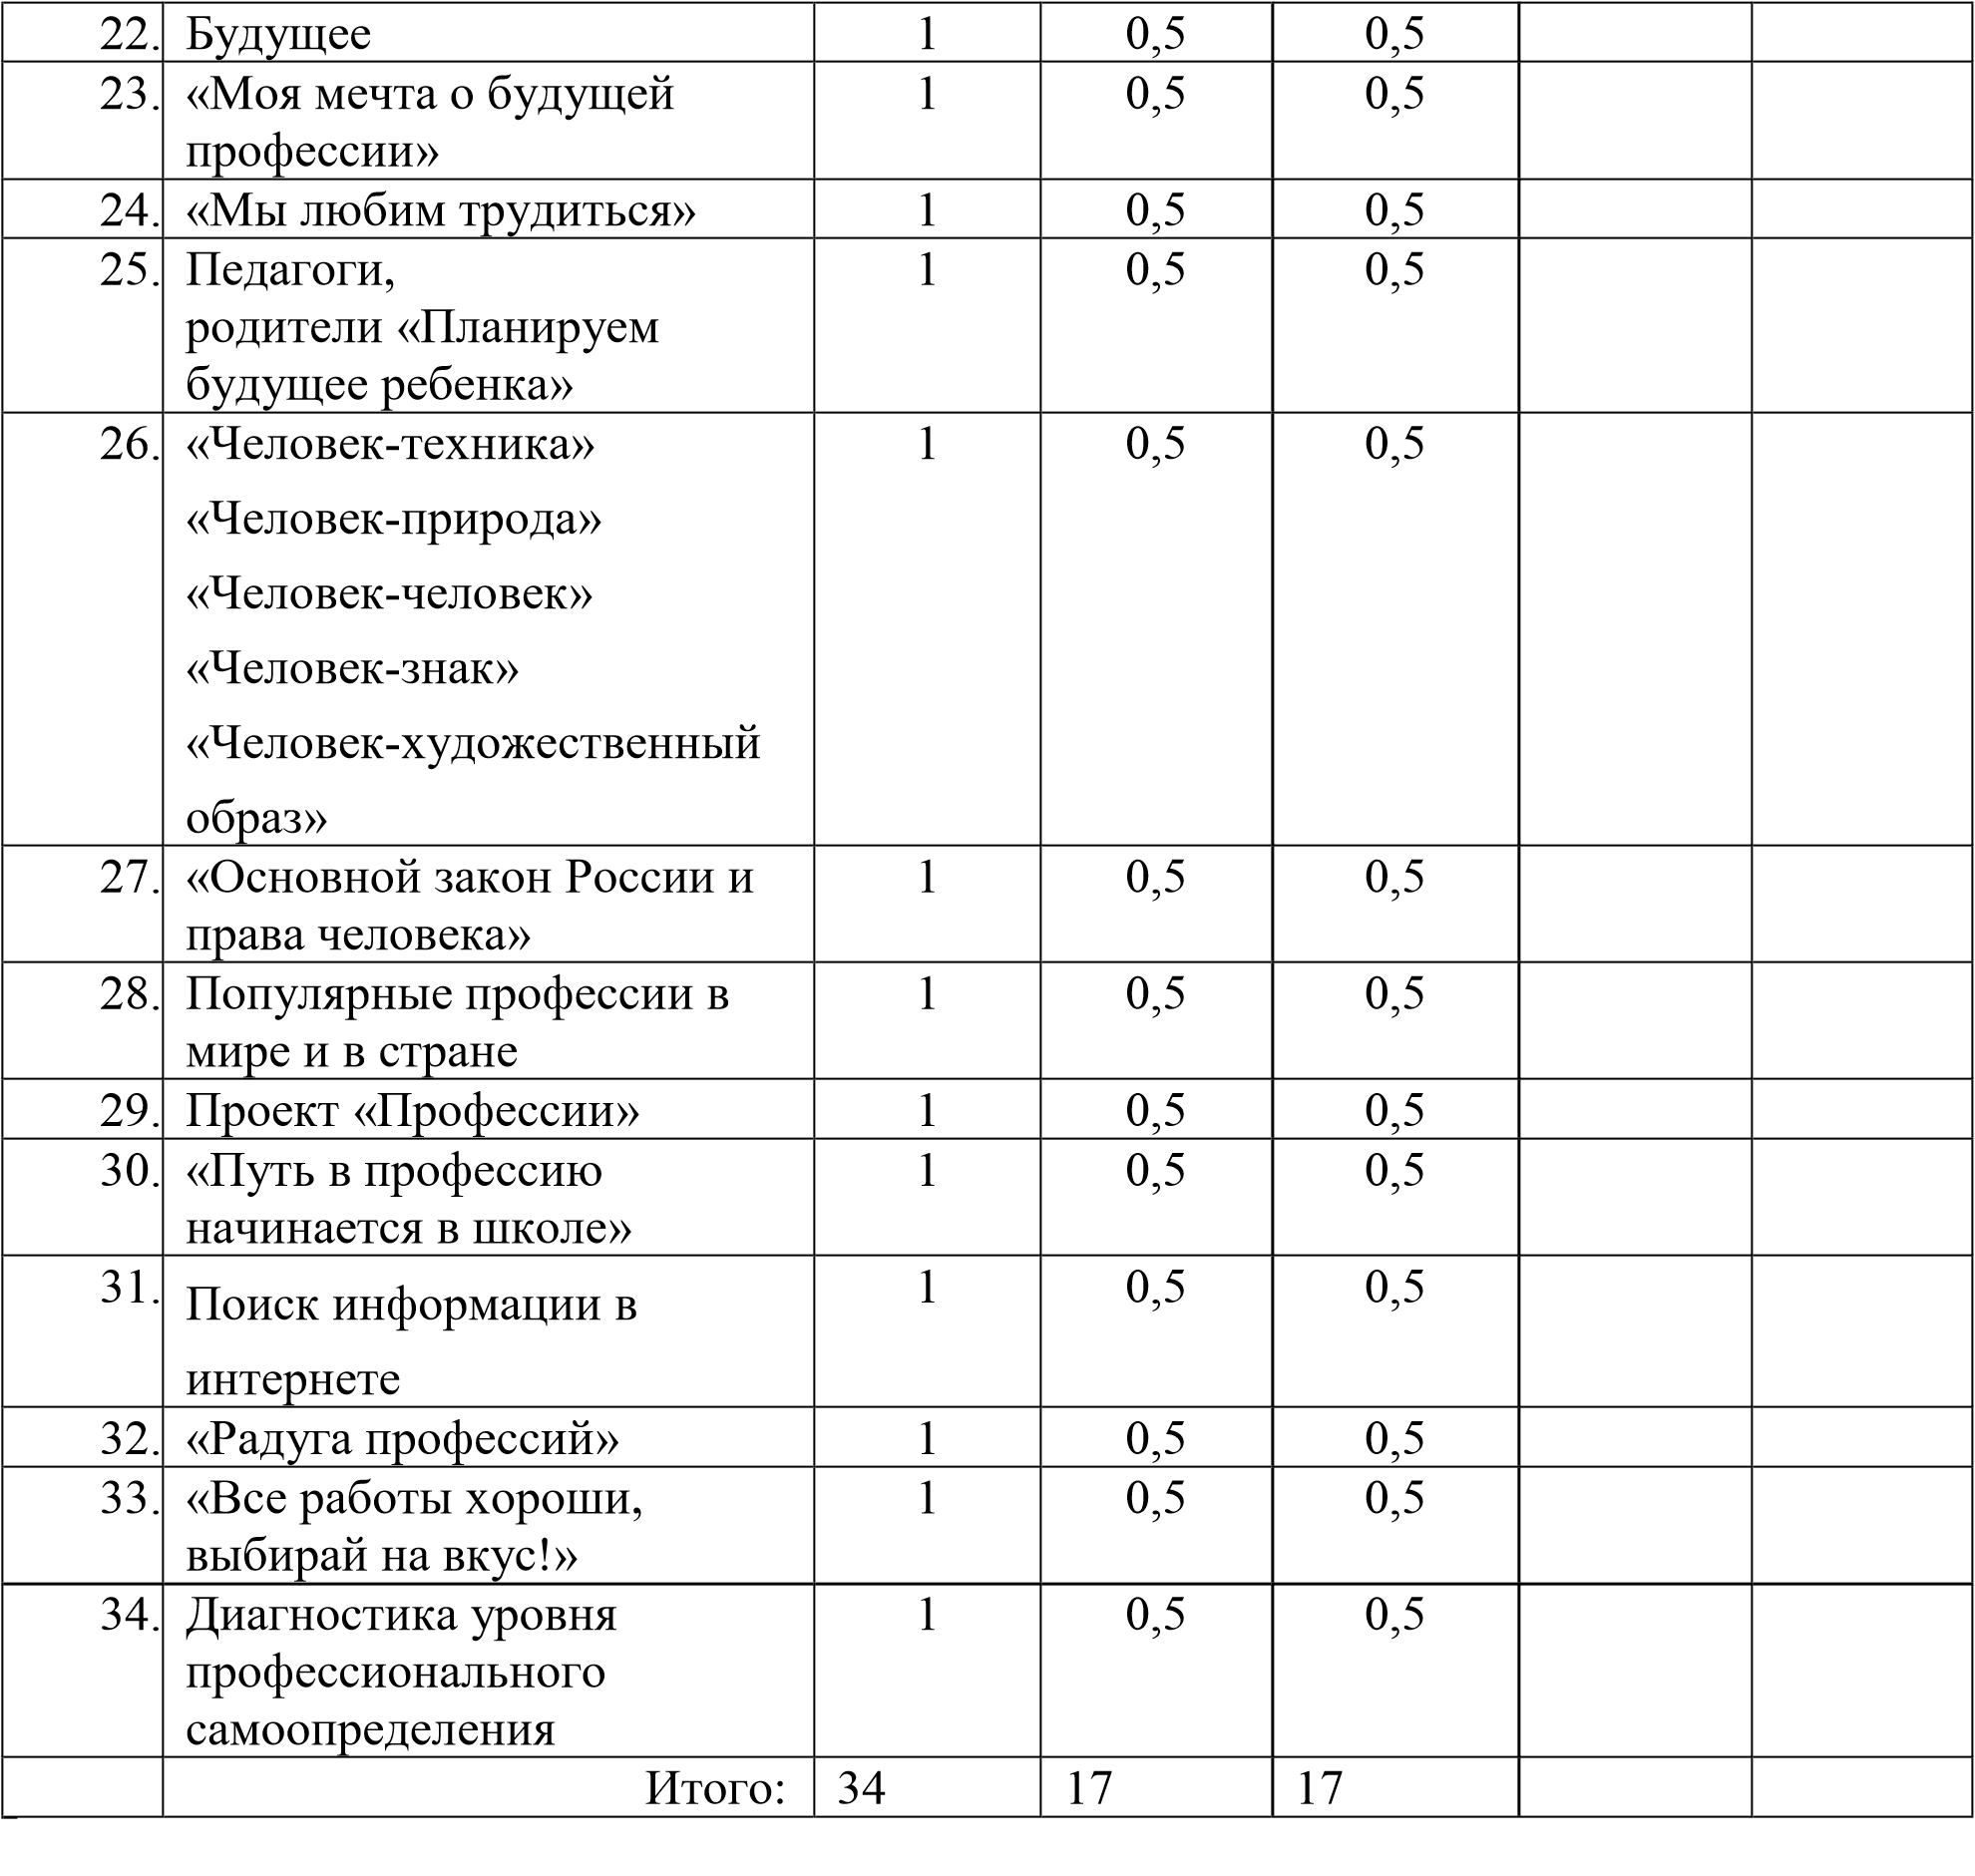 22. Будущее 1 0,5 0,5
23. «Моя мечта о будущей 1 0,5 0,5
профессии»
24. «Мы любим трудиться» 1 0,5 0,5
25. Педагоги, 1 0,5 0,5
родители «Планируем
будущее ребенка»
26. «Человек-техника» 1 0,5 0,5
«Человек-природа»
«Человек-человек»
«Человек-знак»
«Человек-художественный
образ»
27. «Основной закон России и 1 0,5 0,5
права человека»
28. Популярные профессии в 1 0,5 0,5
мире и в стране
29. Проект «Профессии» 1 0,5 0,5
30. «Путь в профессию 1 0,5 0,5
начинается в школе»
31. Поиск информации в 1 0,5 0,5
интернете
32. «Радуга профессий» 1 0,5 0,5
33. «Все работы хороши, 1 0,5 0,5
выбирай на вкус!»
34. Диагностика уровня 1 0,5 0,5
профессионального
самоопределения
Итого: 34 17 17